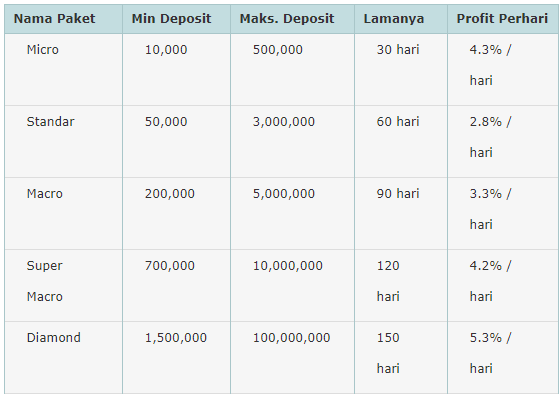 Nama Paket Min Deposit Maks. Deposit Lamanya Profit Perhari
Micro 10,000 500,000 30 hari 4.3% /
hari
Standar 50,000 3,000,000 60 hari 2.8% /
hari
Macro 200,000 5,000,000 90 hari 3.3% /
hari
Super 700,000 10,000,000 120 4.2% /
Macro hari hari
Diamond 1,500,000 100,000,000 150 5.3% /
hari hari